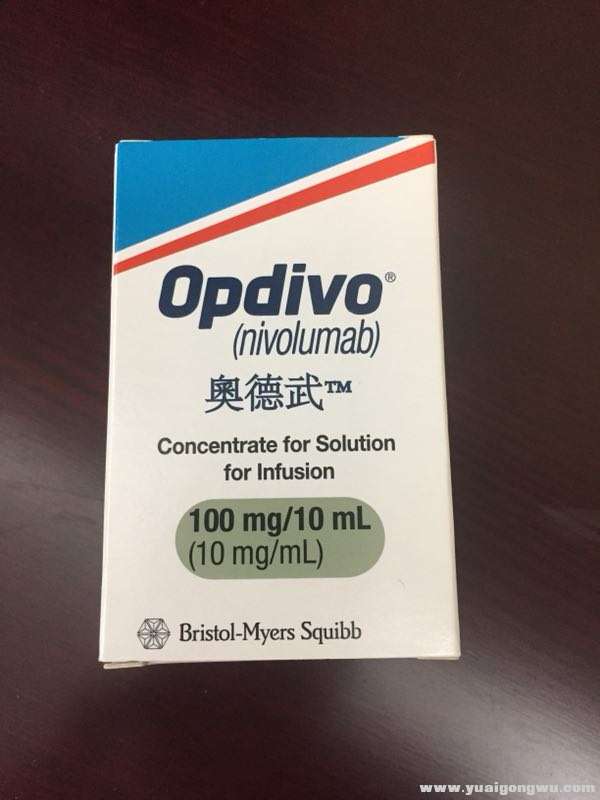 Opdivo®
(nivolumab)
奧德武™
Concentrate for Solution
for Infusion
100 mg/10 mL
(10 mg/mL)
Bristol-Myers Squibb
www.yuaigongwu.com